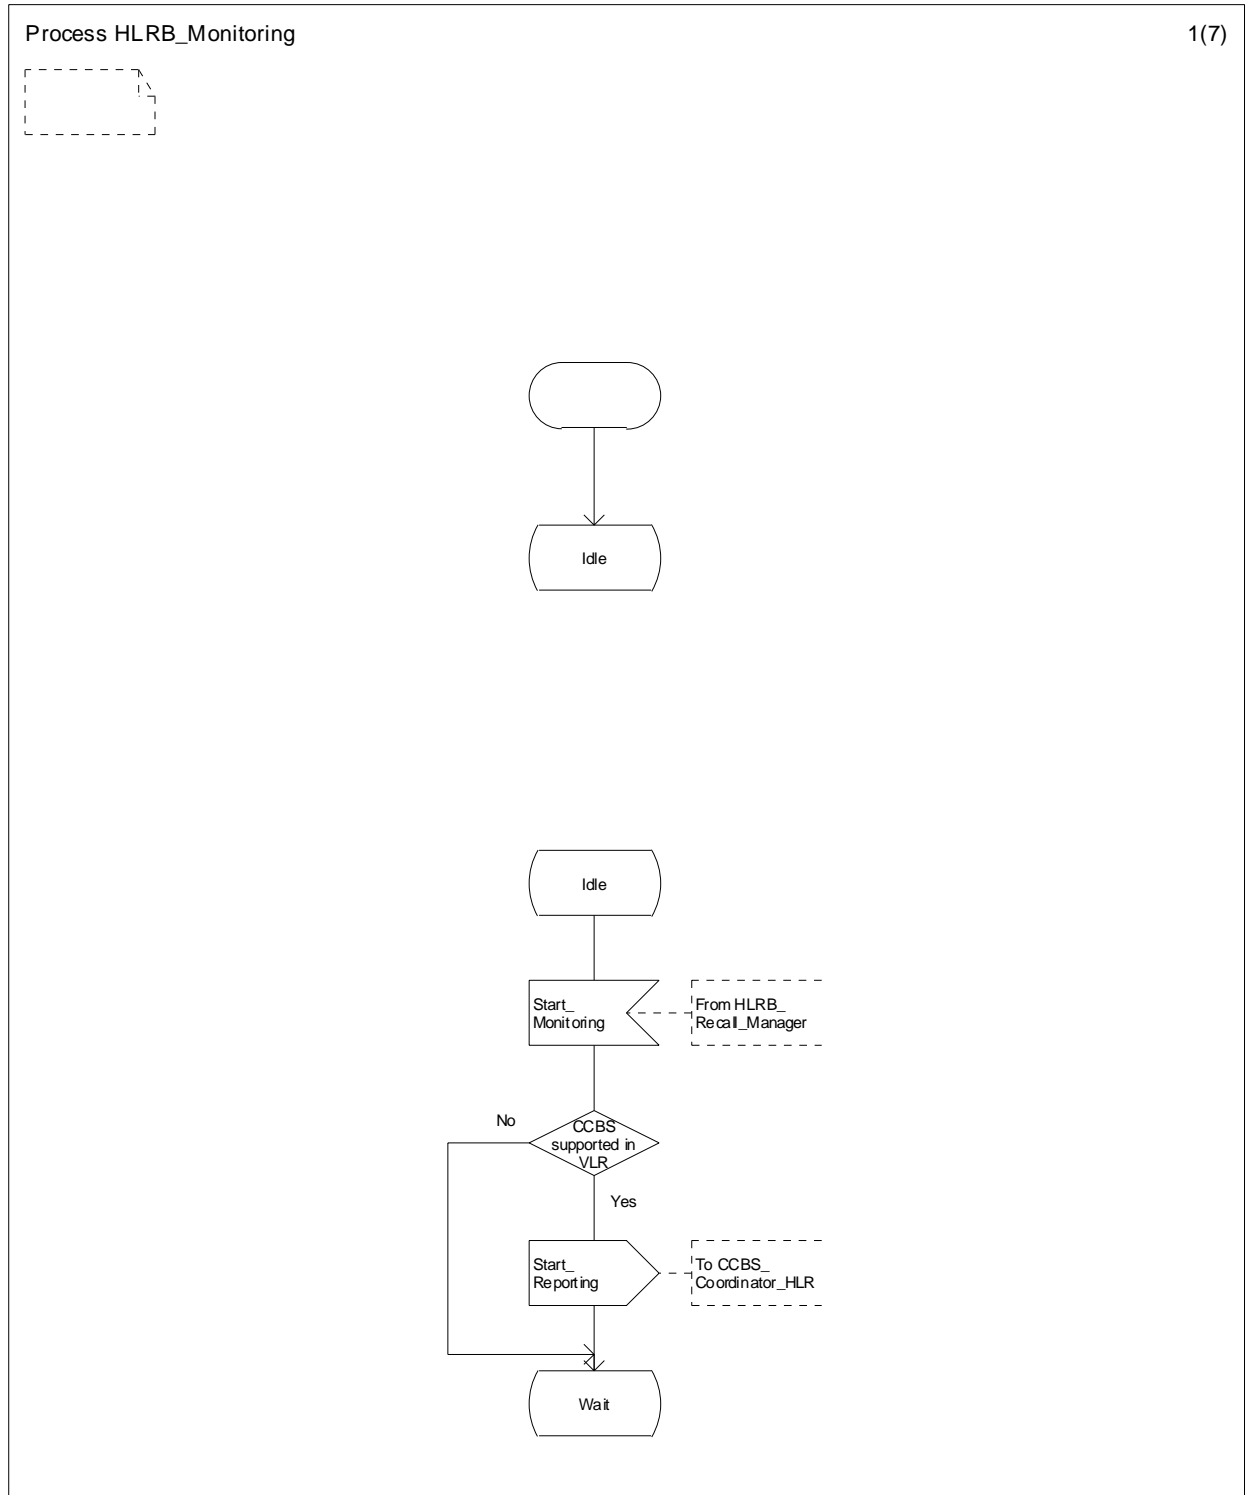 Process HLRB_Monitoring
1(7)
Idle
Idle
Start_
Monitoring
From HLRB_
Recall_Manager
No
CCBS
supported in
VLR
Yes
Start_
Reporting
To CCBS_
Coordinator_HLR
Wait